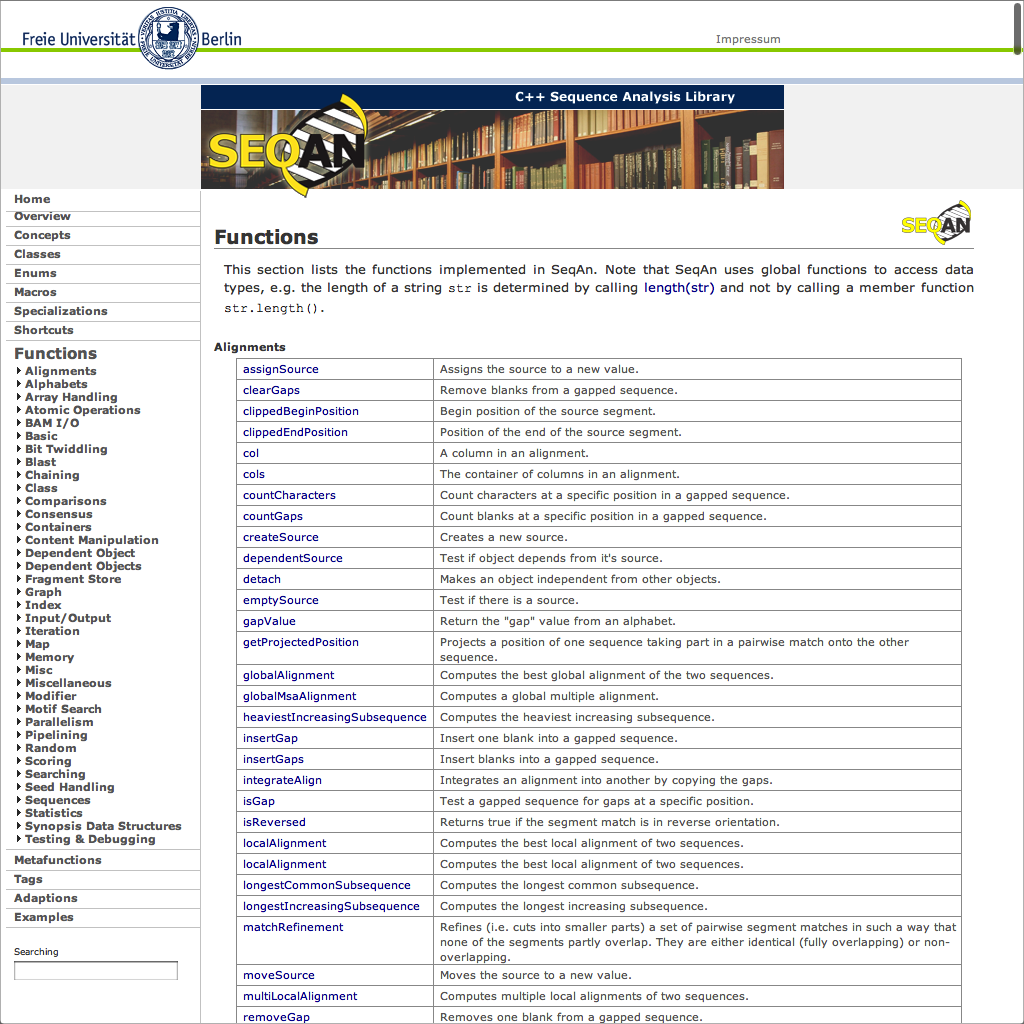 Freie Universität Berlin
Impressum
C++ Sequence Analysis Library
SEQAN
Home
Overview
Concepts
Classes
Enums
Macros
Specializations
Shortcuts
Functions
Alignments
Alphabets
Array Handling
Atomic Operations
BAM I/O
Basic
Bit Twiddling
Blast
Chaining
Class
Comparisons
Consensus
Containers
Content Manipulation
Dependent Object
Dependent Objects
Fragment Store
Graph
Index
Input/Output
Iteration
Map
Memory
Misc
Miscellaneous
Modifier
Motif Search
Parallelism
Pipelining
Random
Scoring
Searching
Seed Handling
Sequences
Statistics
Synopsis Data Structures
Testing & Debugging
Metafunctions
Tags
Adaptions
Examples
Searching
SEQAN
Functions
This section lists the functions implemented in SeqAn. Note that SeqAn uses global functions to access data
types, e.g. the length of a string str is determined by calling length(str) and not by calling a member function
str.length().
Alignments
assignSource Assigns the source to a new value.
clearGaps Remove blanks from a gapped sequence.
clippedBeginPosition Begin position of the source segment.
clippedEndPosition Position of the end of the source segment.
col A column in an alignment.
cols The container of columns in an alignment.
countCharacters Count characters at a specific position in a gapped sequence.
countGaps Count blanks at a specific position in a gapped sequence.
createSource Creates a new source.
dependentSource Test if object depends from it's source.
detach Makes an object independent from other objects.
emptySource Test if there is a source.
gapValue Return the "gap" value from an alphabet.
getProjectedPosition Projects a position of one sequence taking part in a pairwise match onto the other
sequence.
globalAlignment Computes the best global alignment of the two sequences.
globalMsaAlignment Computes a global multiple alignment.
heaviestIncreasingSubsequence Computes the heaviest increasing subsequence.
insertGap Insert one blank into a gapped sequence.
insertGaps Insert blanks into a gapped sequence.
integrateAlign Integrates an alignment into another by copying the gaps.
isGap Test a gapped sequence for gaps at a specific position.
isReversed Returns true if the segment match is in reverse orientation.
localAlignment Computes the best local alignment of two sequences.
localAlignment Computes the best local alignment of two sequences.
longestCommonSubsequence Computes the longest common subsequence.
longestIncreasingSubsequence Computes the longest increasing subsequence.
matchRefinement Refines (i.e. cuts into smaller parts) a set of pairwise segment matches in such a way that
none of the segments partly overlap. They are either identical (fully overlapping) or non-
overlapping.
moveSource Moves the source to a new value.
multiLocalAlignment Computes multiple local alignments of two sequences.
removeGap Removes one blank from a gapped sequence.